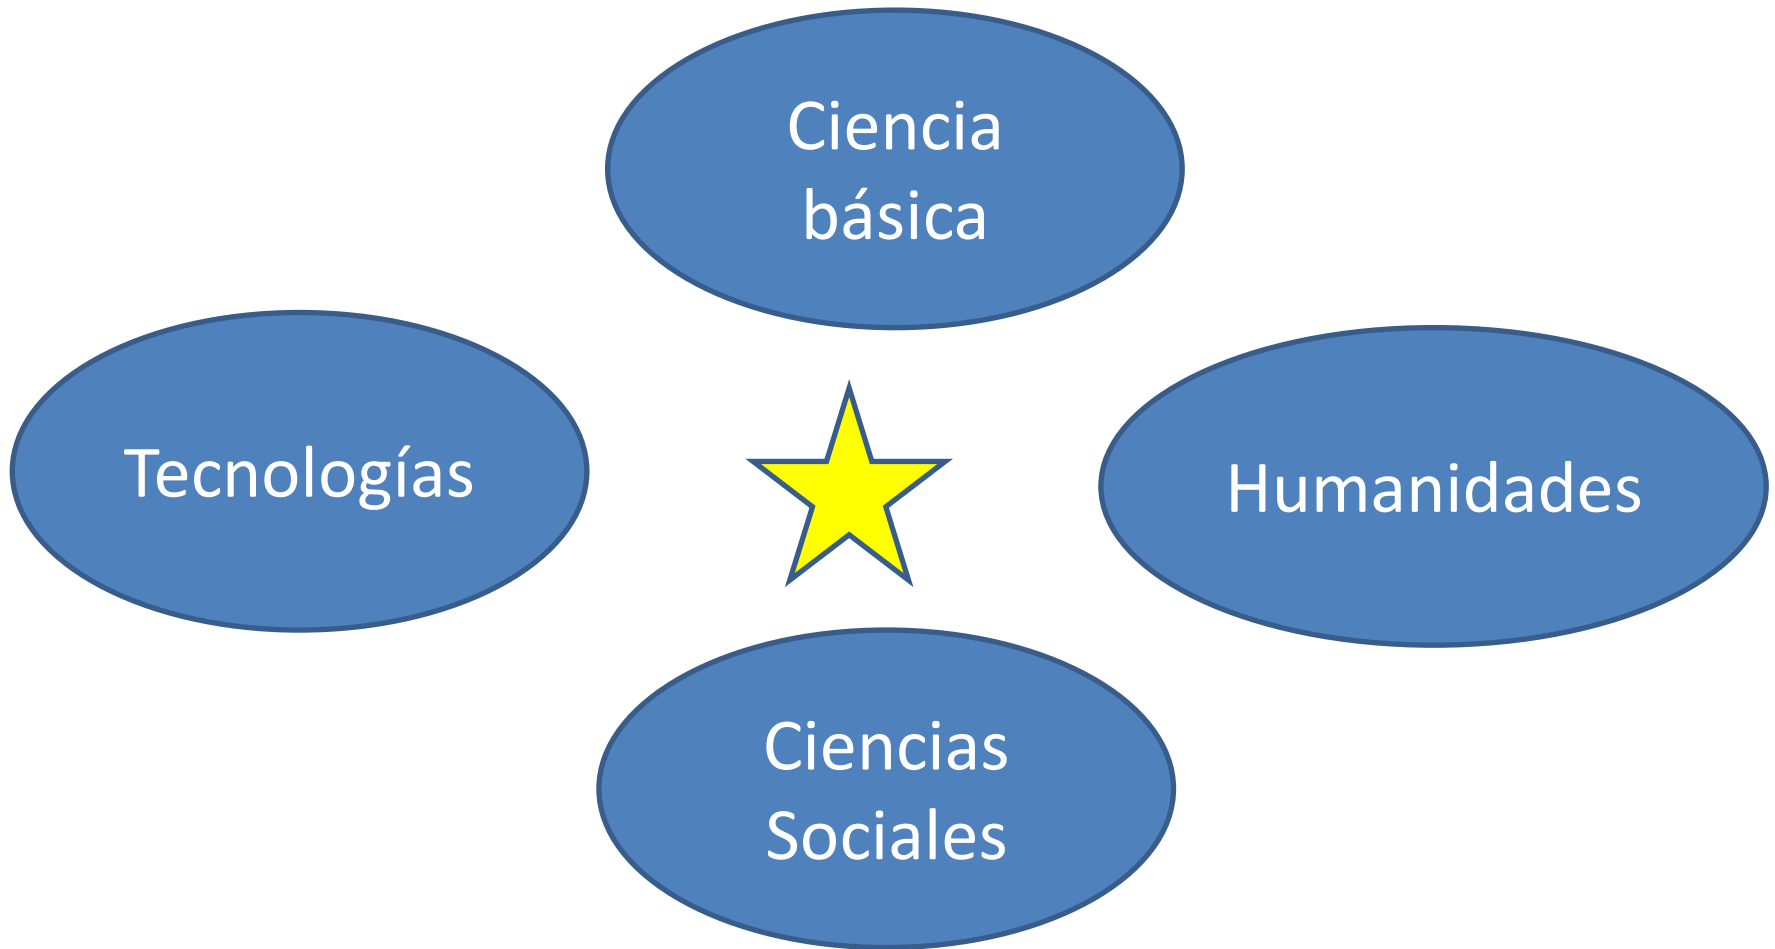 Ciencia
básica
Tecnologías
Humanidades
Ciencias
Sociales